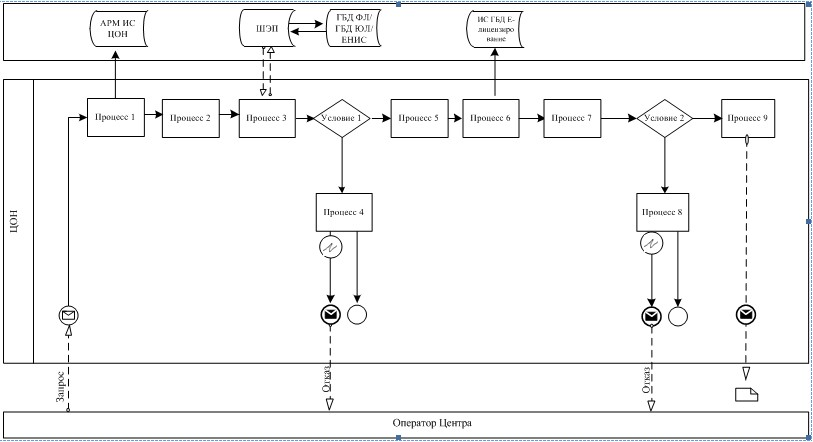 АРМ ИС
ЦОН
ШЭП
ГБД ФЛ/
ГБД ЮЛ/
ЕНИС
ИС ГБД Е-
лицензиро
вание
Процесс 1
Процесс 2
Процесс 3
Условие 1
Процесс 5
Процесс 6
Процесс 7
Условие 2
Процесс 9
Процесс 4
Процесс 8
ЦОН
Запрос
Отказ
Отказ
Оператор Центра